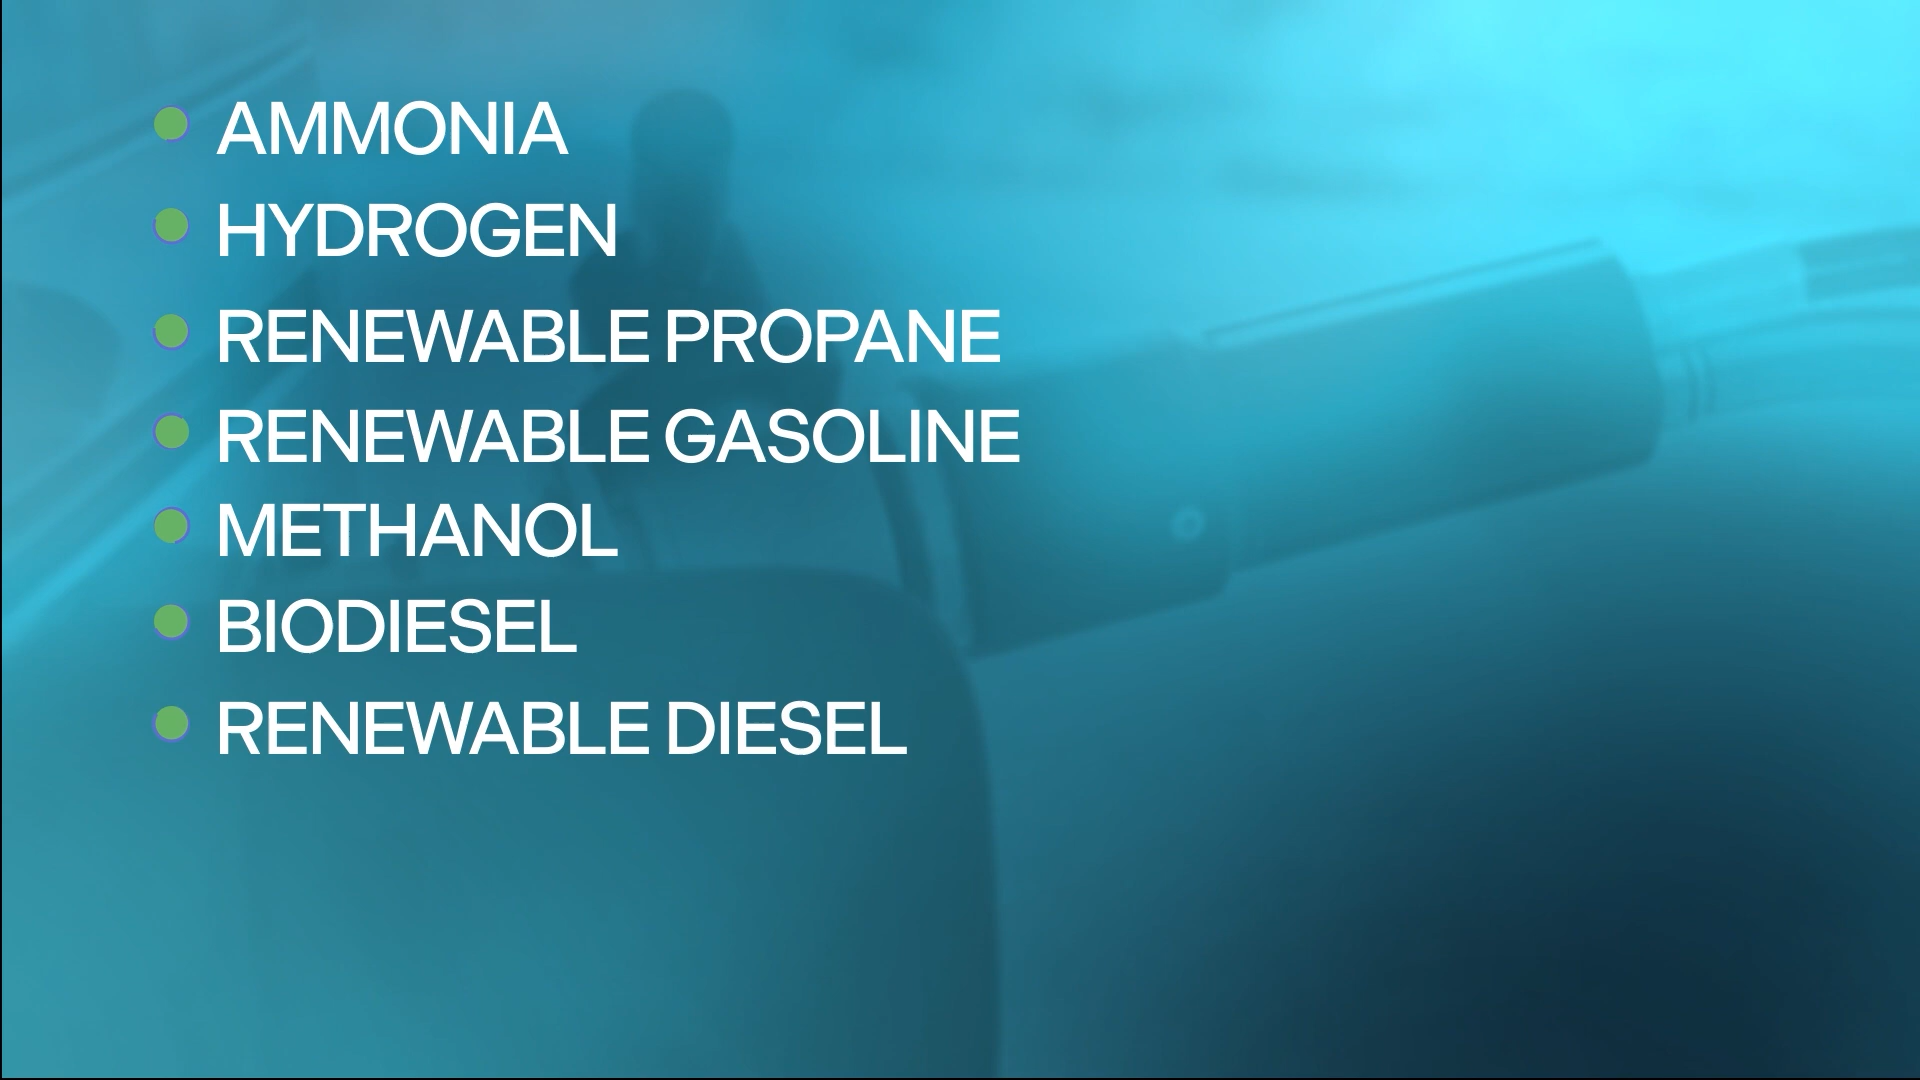 AMMONIA
HYDROGEN
RENEWABLE PROPANE
RENEWABLE GASOLINE
METHANOL
BIODIESEL
RENEWABLE DIESEL